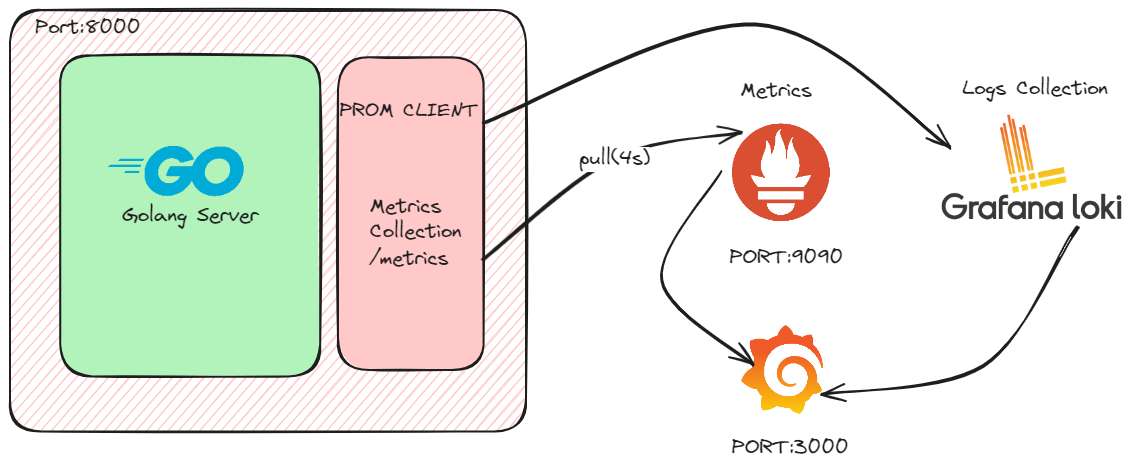 Port:8000
GO
Golang Server
PROM CLIENT
Metrics
Collection
/metrics
pull(4s)
Metrics
PORT:9090
Logs Collection
Grafana loki
PORT:3000